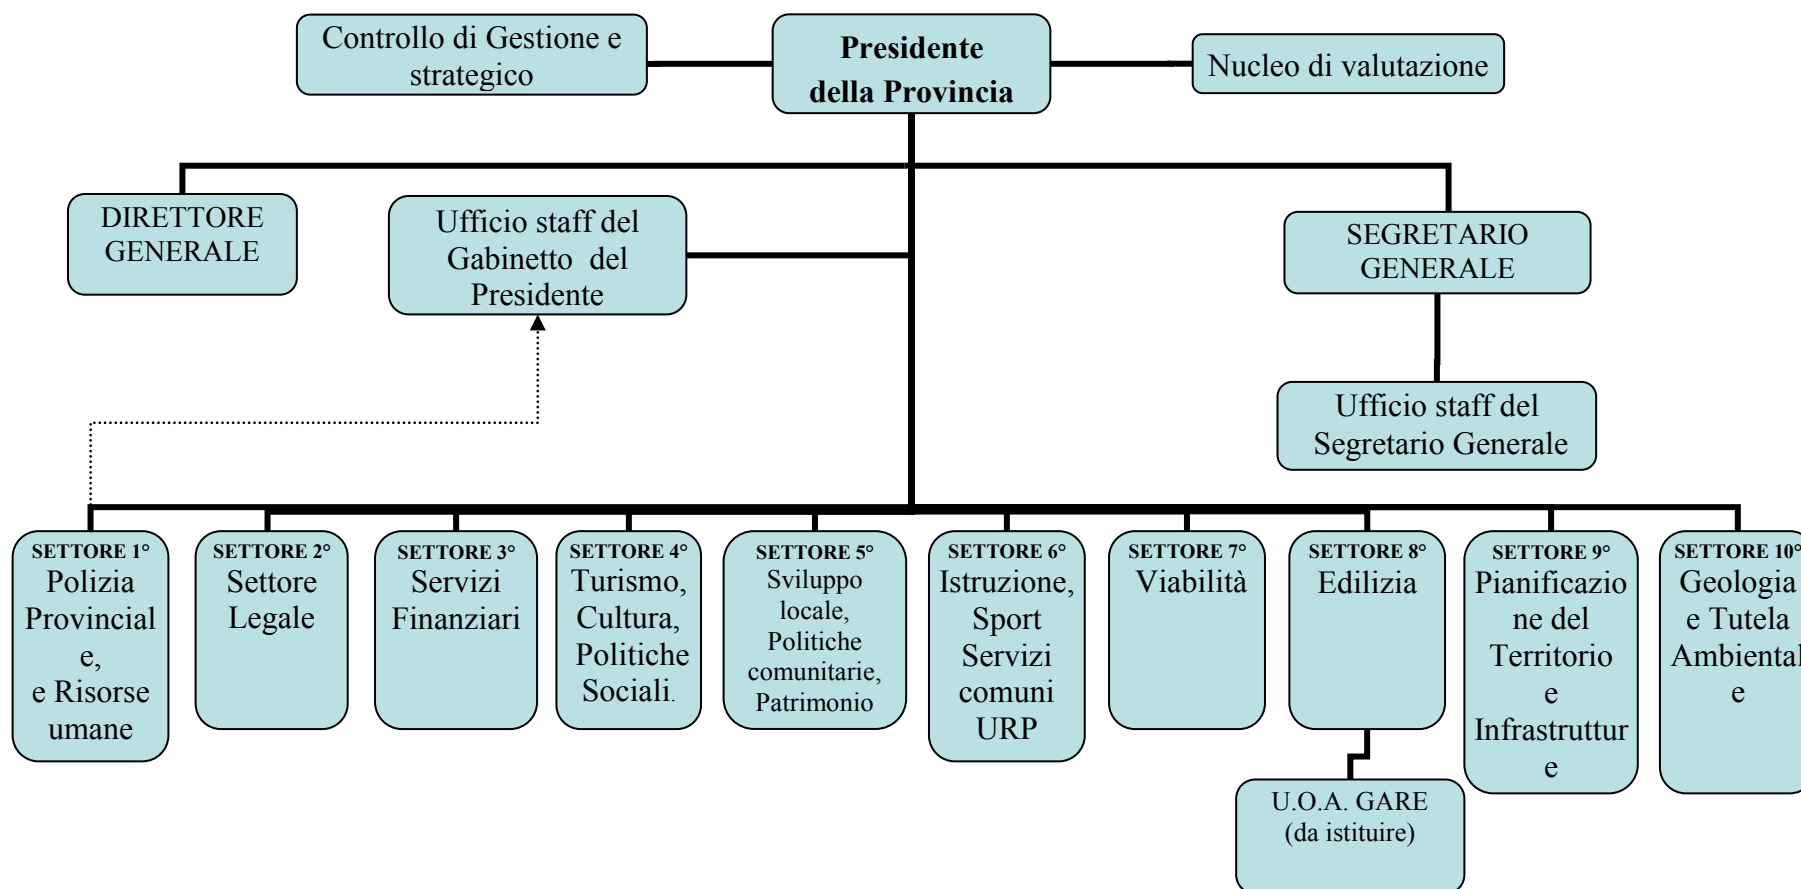 Controllo di Gestione e
strategico
Presidente
della Provincia
Nucleo di valutazione
DIRETTORE
GENERALE
Ufficio staff del
Gabinetto del
Presidente
SEGRETARIO
GENERALE
Ufficio staff del
Segretario Generale
SETTORE 1°
Polizia
Provincial
e,
e Risorse
umane
SETTORE 2°
Settore
Legale
SETTORE 3°
Servizi
Finanziari
SETTORE 4°
Turismo,
Cultura,
Politiche
Sociali.
SETTORE 5°
Sviluppo
locale,
Politiche
comunitarie,
Patrimonio
SETTORE 6°
Istruzione,
Sport
Servizi
comuni
URP
SETTORE 7°
Viabilità
SETTORE 8°
Edilizia
SETTORE 9°
Pianificazio
ne del
Territorio
e
Infrastruttur
e
SETTORE 10°
Geologia
e Tutela
Ambiental
e
U.O.A. GARE
(da istituire)